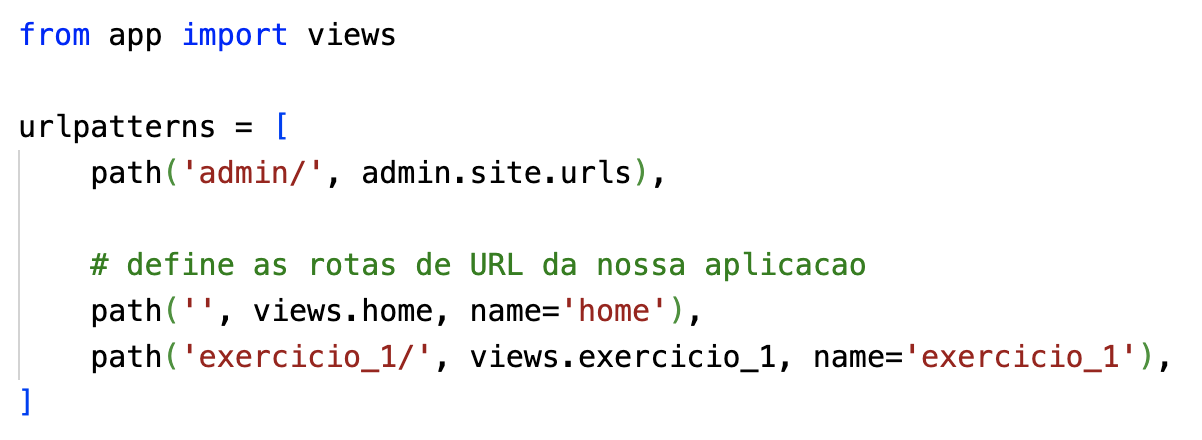 from app import views
urlpatterns = [
path('admin/', admin.site.urls),
# define as rotas de URL da nossa aplicacao
path('', views.home, name='home'),
path('exercicio_1/', views.exercicio_1, name='exercicio_1'),
]